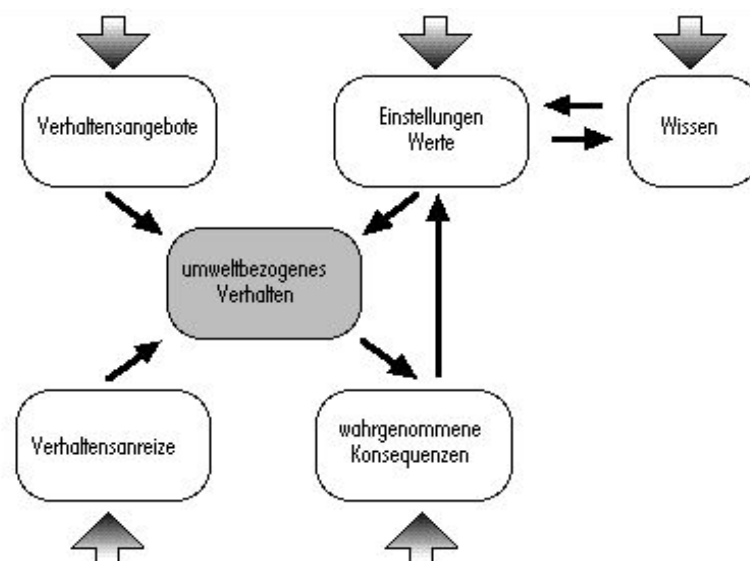 Verhaltensangebote
Einstellungen
Werte
Wissen
umweltbezogenes
Verhalten
Verhaltensanreize
wahrgenommene
Konsequenzen